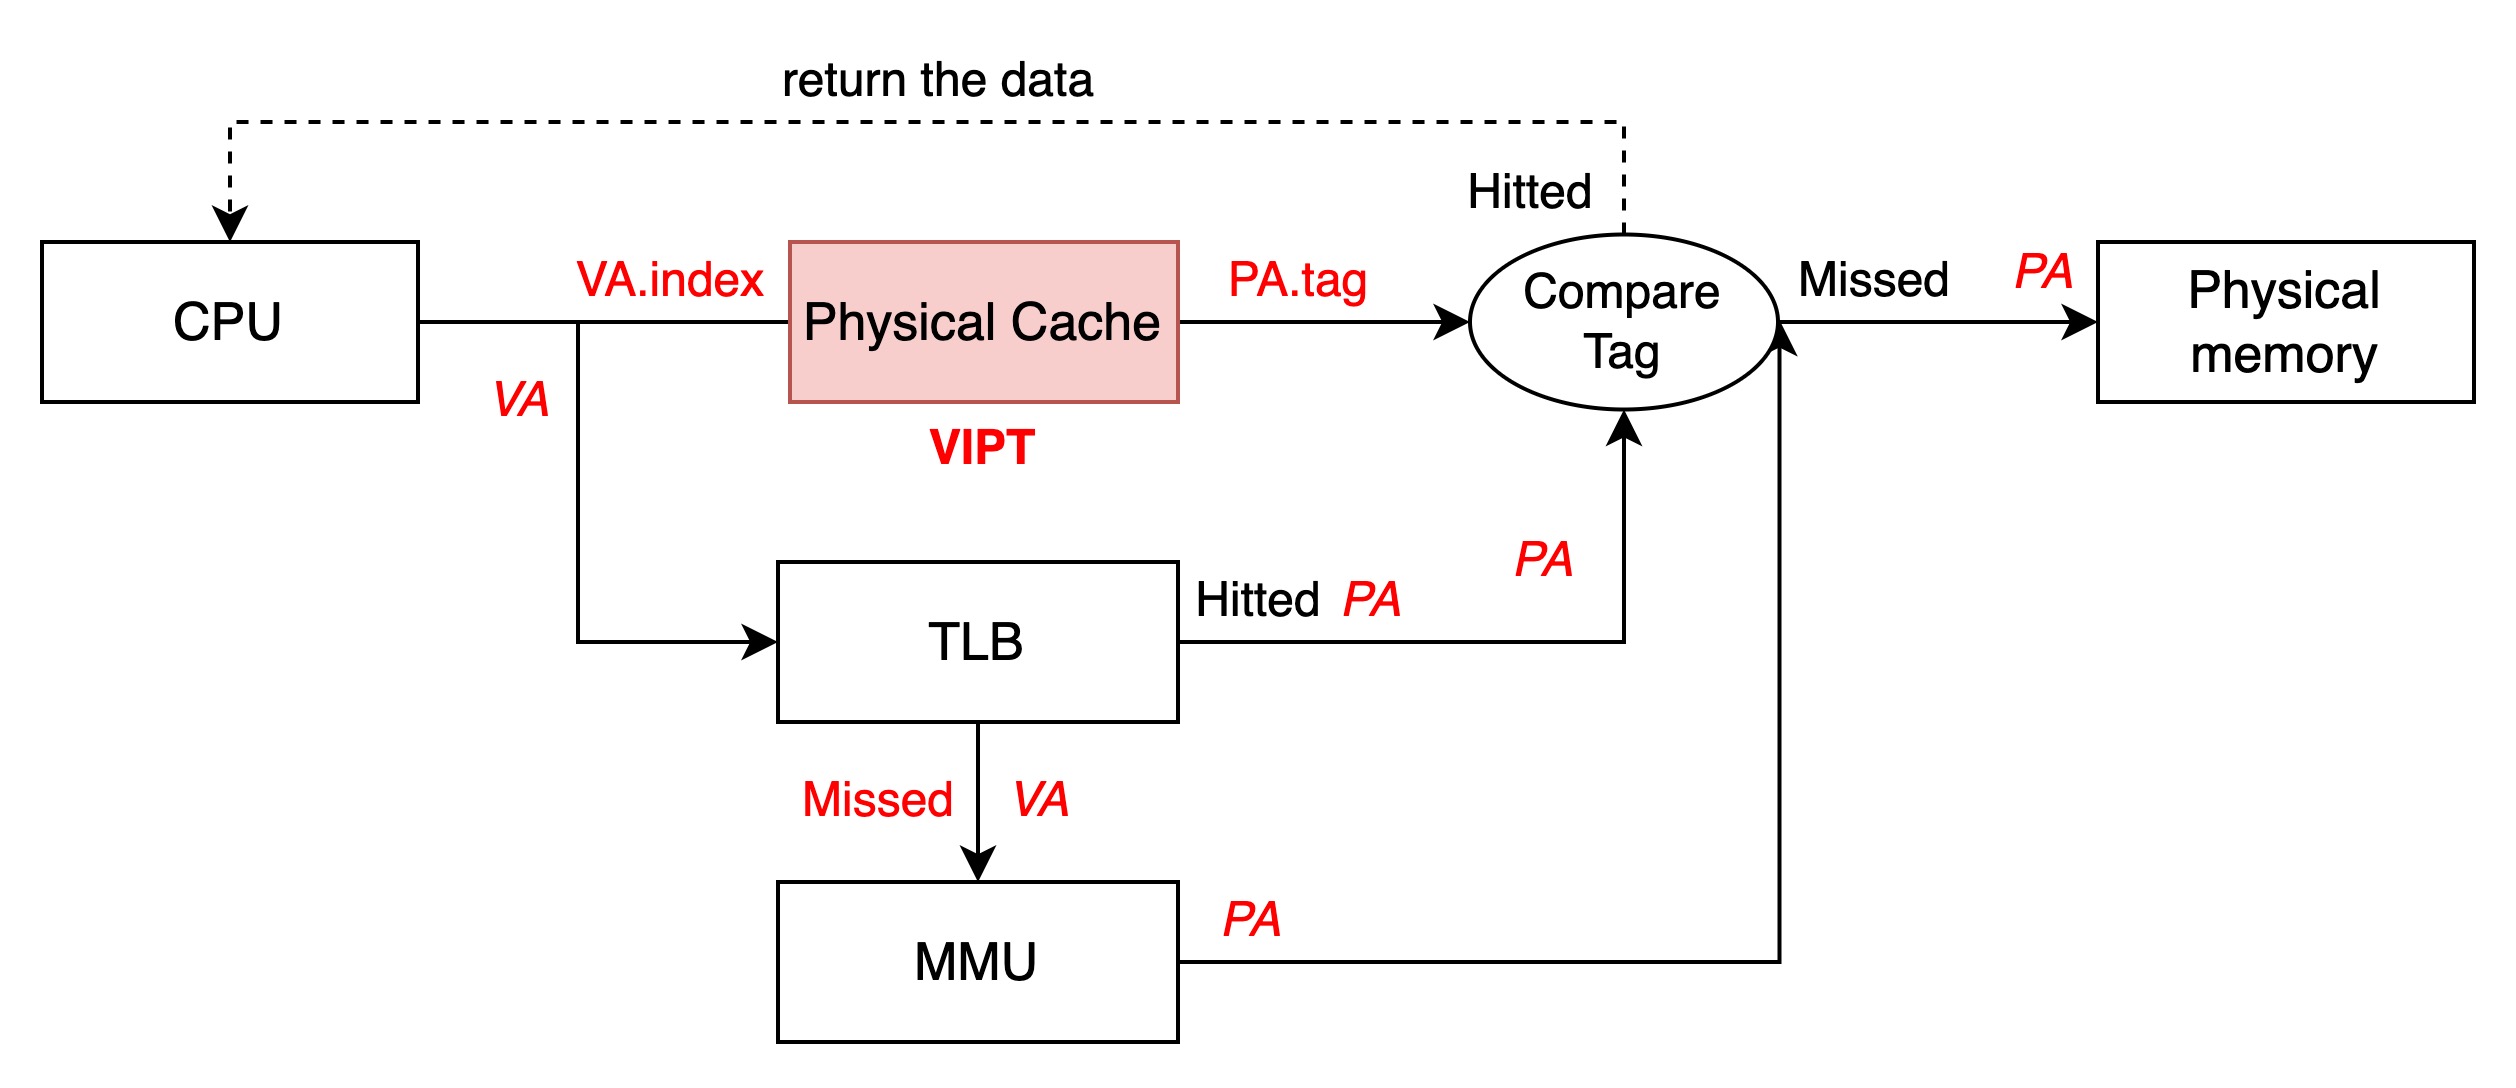 return the data
Hitted
CPU
VA.index
Physical Cache
PA.tag
Compare
Tag
Missed
PA
Physical
memory
VA
VIPT
TLB
Hitted PA
PA
Missed VA
MMU
PA